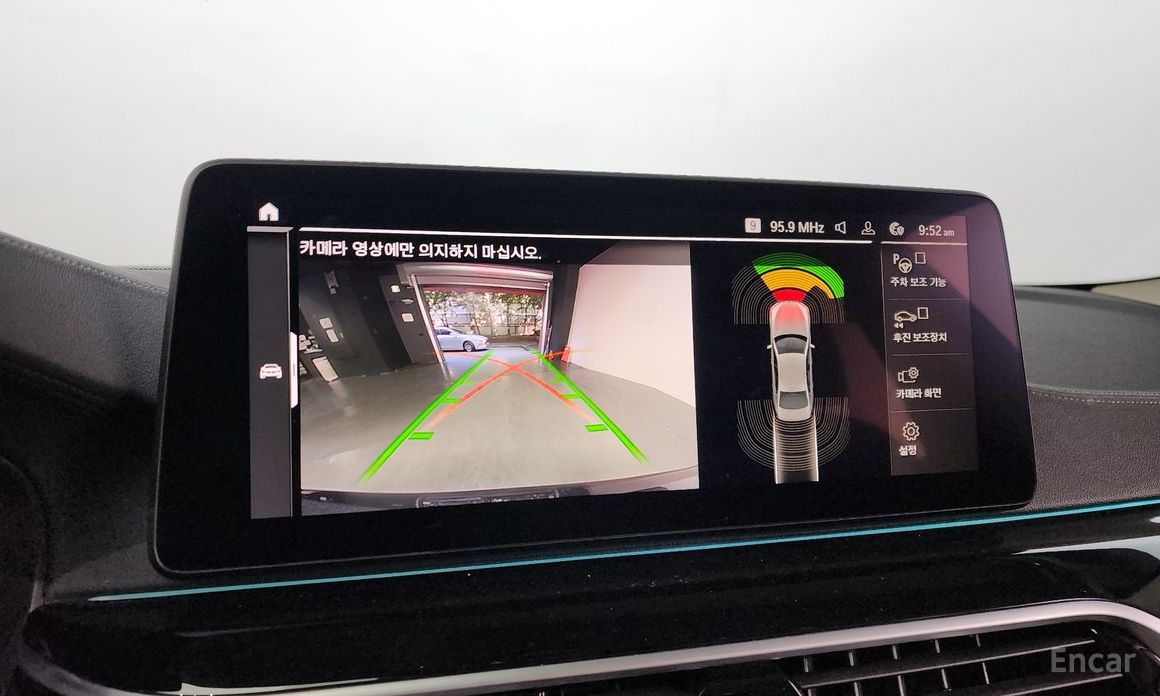 9 95.9 MHz 9:52 am
카메라 영상에만 의지하지 마십시오.
P
주차 보조 기능
후진 보조장치
카메라 화면
설정
Encar